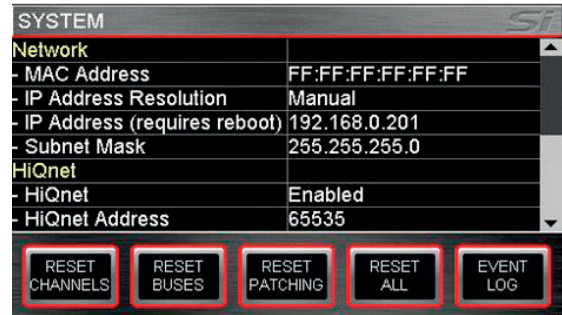 SYSTEM
Si
Network
- MAC Address FF:FF:FF:FF:FF:FF
- IP Address Resolution Manual
- IP Address (requires reboot) 192.168.0.201
- Subnet Mask 255.255.255.0
HiQnet
- HiQnet Enabled
- HiQnet Address 65535
RESET CHANNELS
RESET BUSES
RESET PATCHING
RESET ALL
EVENT LOG